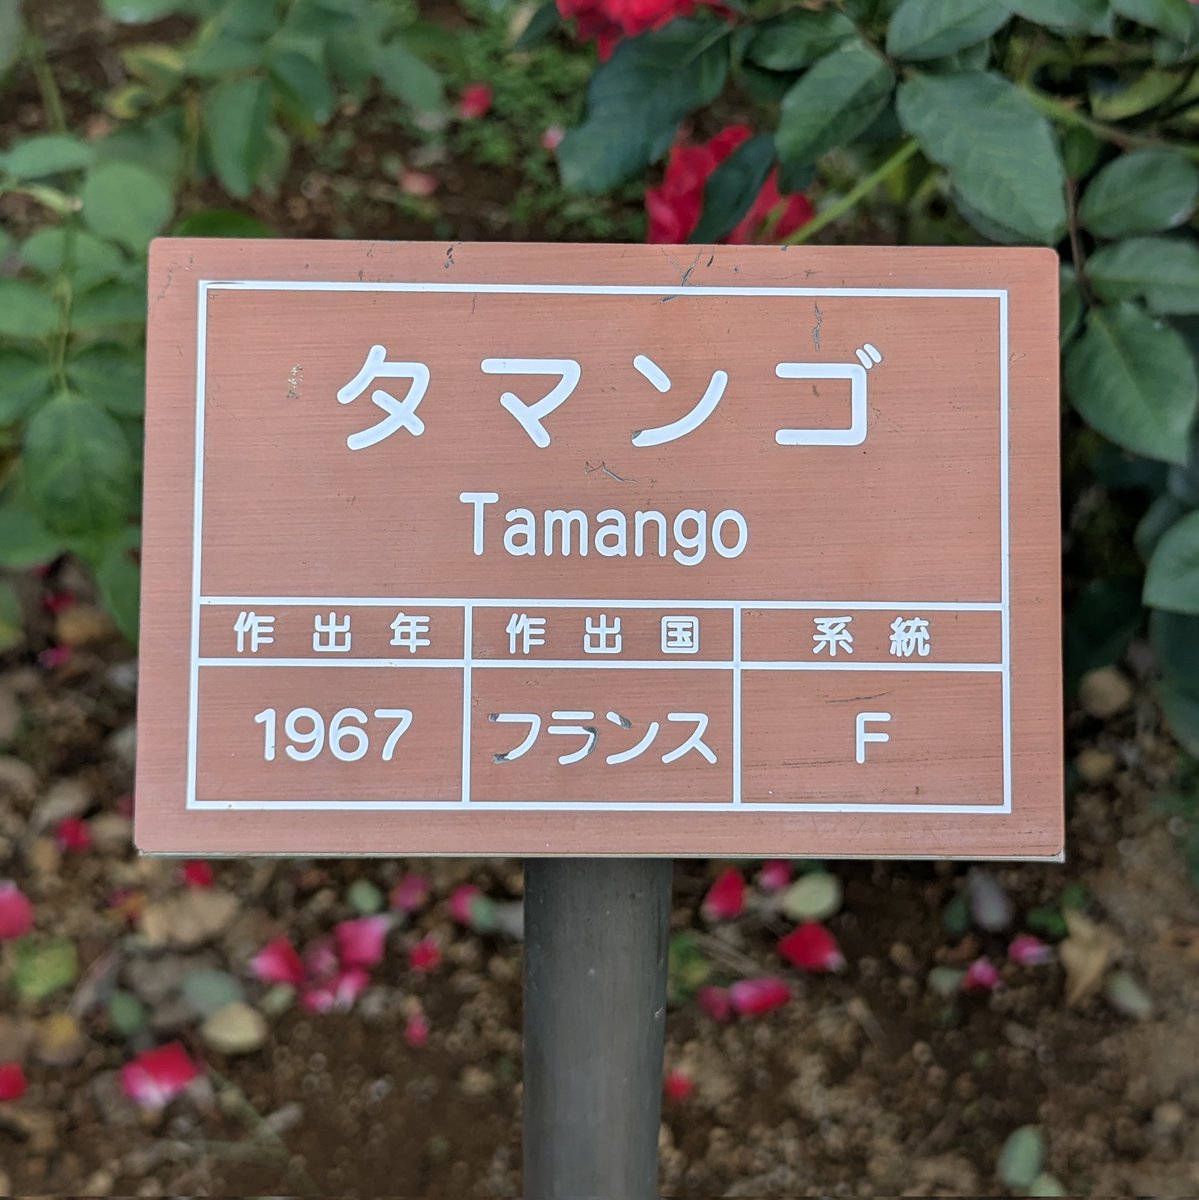 タマンゴ
Tamango
作出年 作出国 系統
1967 フランス F